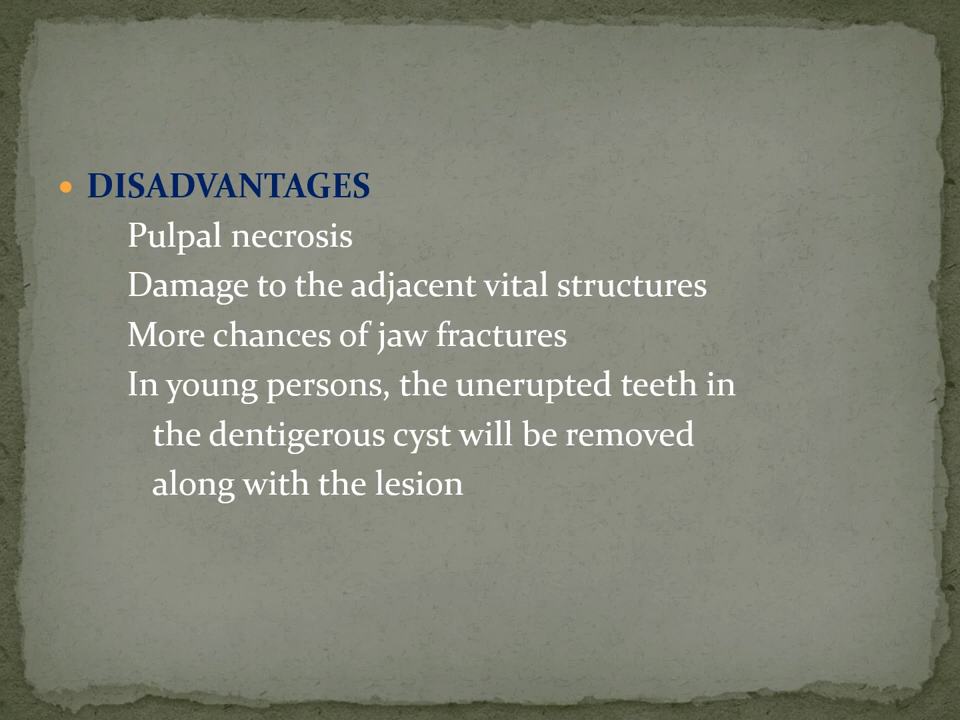 • DISADVANTAGES
Pulpal necrosis
Damage to the adjacent vital structures
More chances of jaw fractures
In young persons, the unerupted teeth in
the dentigerous cyst will be removed
along with the lesion